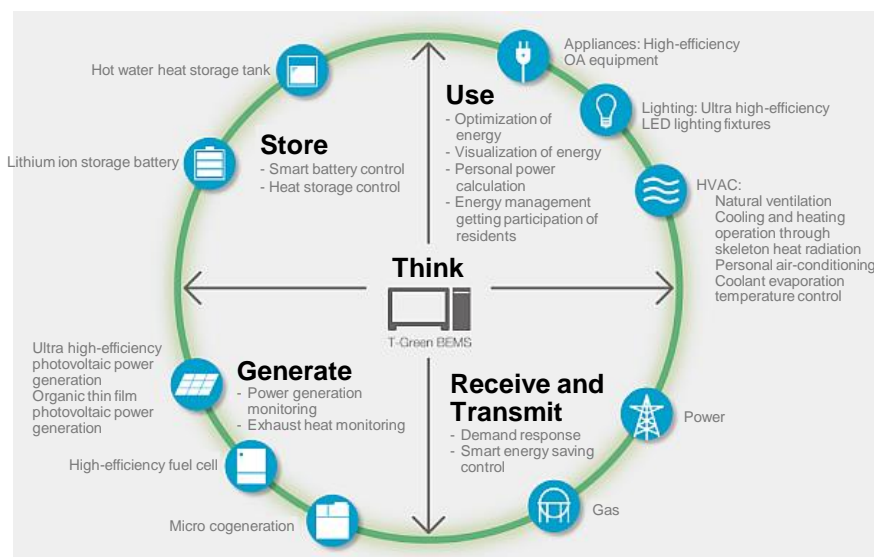 Hot water heat storage tank
Lithium ion storage battery
Store
- Smart battery control
- Heat storage control
Use
- Optimization of
energy
- Visualization of energy
- Personal power
calculation
- Energy management
getting participation of
residents
Appliances: High-efficiency
OA equipment
Lighting: Ultra high-efficiency
LED lighting fixtures
HVAC:
Natural ventilation
Cooling and heating
operation through
skeleton heat radiation
Personal air-conditioning
Coolant evaporation
temperature control
Think
T-Green BEMS
Ultra high-efficiency
photovoltaic power
generation
Organic thin film
photovoltaic power
generation
High-efficiency fuel cell
Micro cogeneration
Generate
- Power generation
monitoring
- Exhaust heat monitoring
Receive and
Transmit
- Demand response
- Smart energy saving
control
Power
Gas